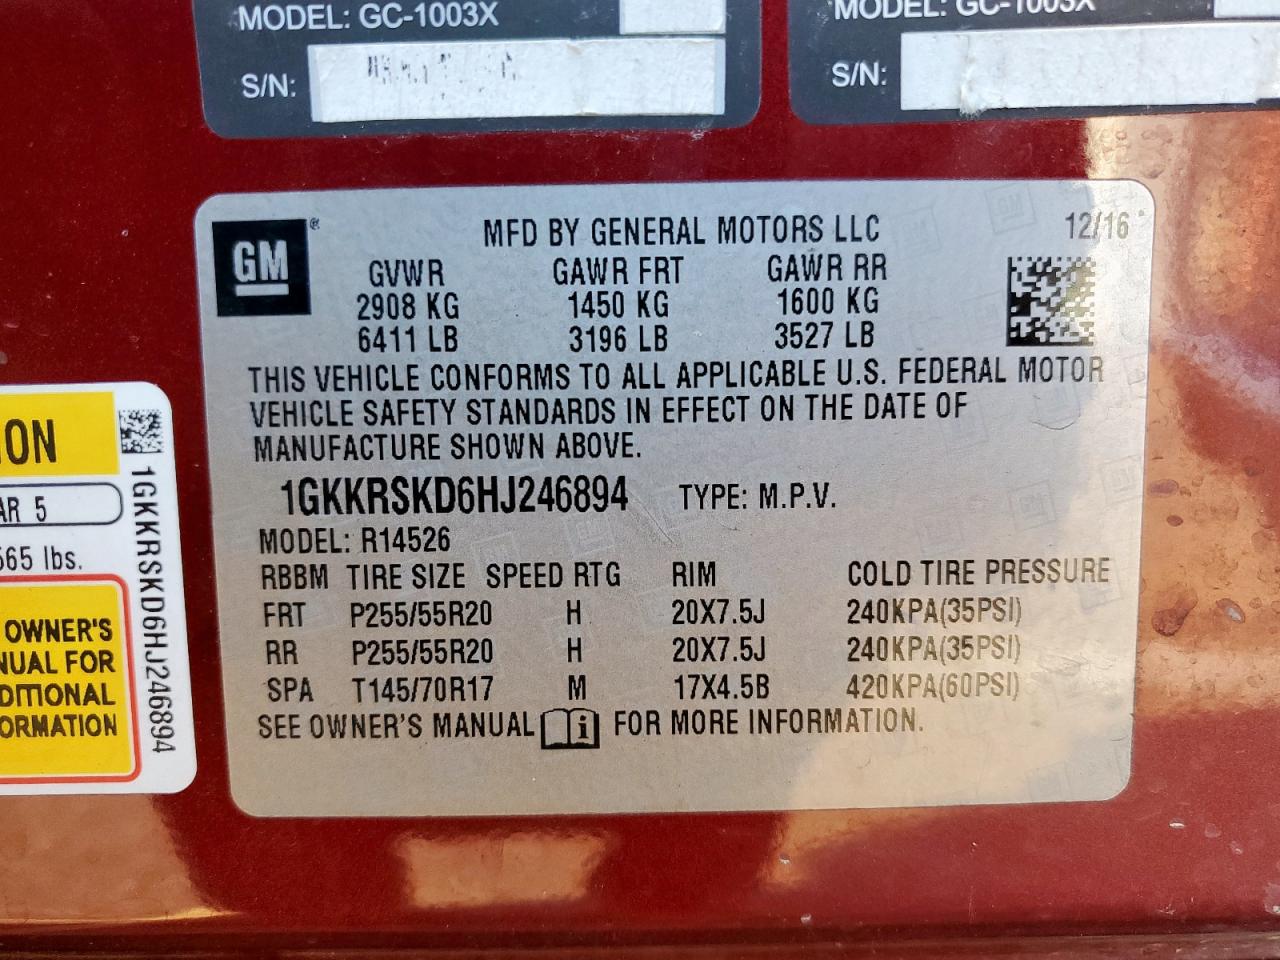 MODEL: GC-1003X
S/N:
MODEL: GC-1003X
S/N:
GM®
MFD BY GENERAL MOTORS LLC 12/16
GVWR GAWR FRT GAWR RR
2908 KG 1450 KG 1600 KG
6411 LB 3196 LB 3527 LB
THIS VEHICLE CONFORMS TO ALL APPLICABLE U.S. FEDERAL MOTOR
VEHICLE SAFETY STANDARDS IN EFFECT ON THE DATE OF
MANUFACTURE SHOWN ABOVE.
1GKKRSKD6HJ246894 TYPE: M.P.V.
MODEL: R14526
RBBM TIRE SIZE SPEED RTG RIM COLD TIRE PRESSURE
FRT P255/55R20 H 20X7.5J 240KPA(35PSI)
RR P255/55R20 H 20X7.5J 240KPA(35PSI)
SPA T145/70R17 M 17X4.5B 420KPA(60PSI)
SEE OWNER'S MANUAL i FOR MORE INFORMATION.
ION
AR 5
565 lbs.
OWNER'S
NUAL FOR
DITIONAL
ORMATION
1GKKRSKD6HJ246894